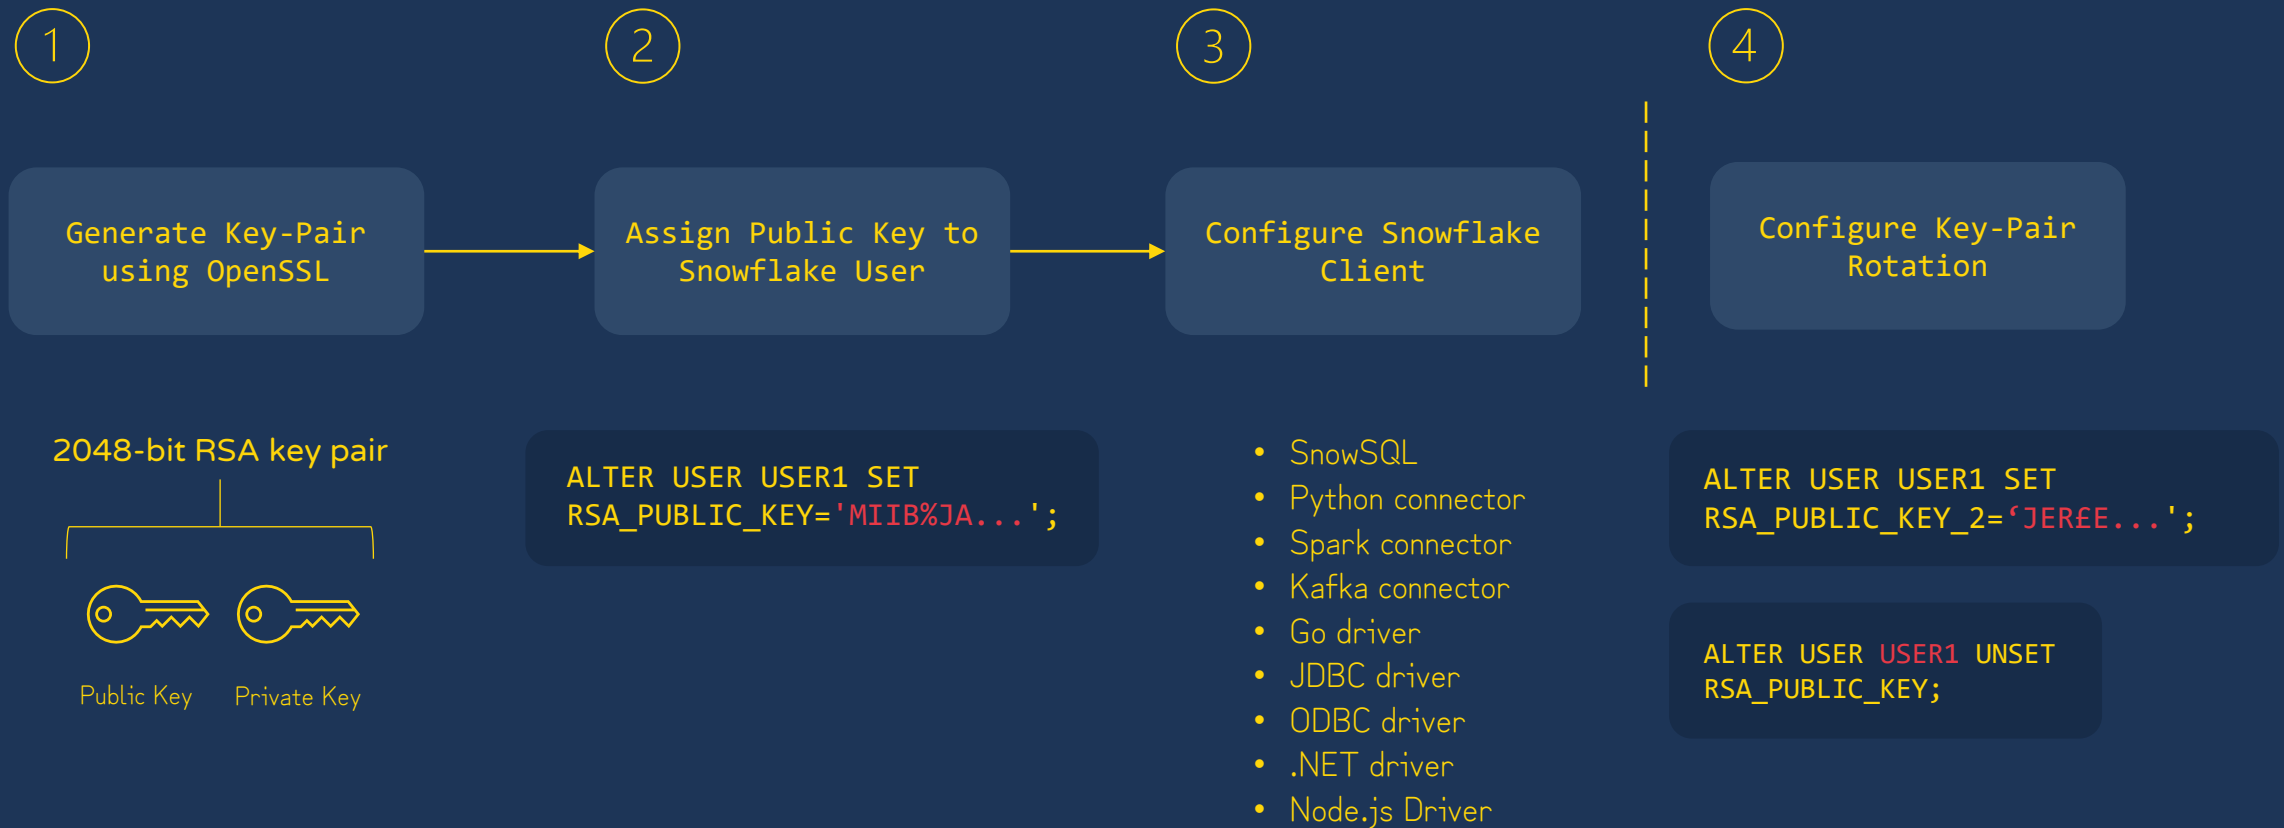 1
Generate Key-Pair
using OpenSSL
2048-bit RSA key pair
Public Key
Private Key
2
Assign Public Key to
Snowflake User
ALTER USER USER1 SET
RSA_PUBLIC_KEY='MIIB%JA...';
3
Configure Snowflake
Client
• SnowSQL
• Python connector
• Spark connector
• Kafka connector
• Go driver
• JDBC driver
• ODBC driver
• .NET driver
• Node.js Driver
4
Configure Key-Pair
Rotation
ALTER USER USER1 SET
RSA_PUBLIC_KEY_2=‘JER£E...';
ALTER USER USER1 UNSET
RSA_PUBLIC_KEY;